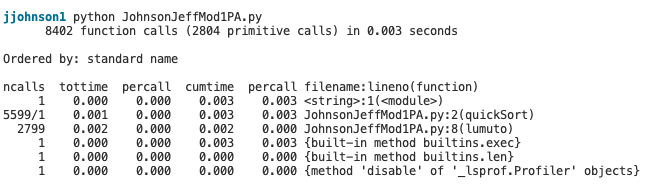 jjohnson1 python JohnsonJeffMod1PA.py
8402 function calls (2804 primitive calls) in 0.003 seconds
Ordered by: standard name
ncalls tottime percall cumtime percall filename:lineno(function)
1 0.000 0.000 0.003 0.003 <string>:1(<module>)
5599/1 0.001 0.000 0.003 0.003 JohnsonJeffMod1PA.py:2(quickSort)
2799 0.002 0.000 0.002 0.000 JohnsonJeffMod1PA.py:8(lumuto)
1 0.000 0.000 0.003 0.003 {built-in method builtins.exec}
1 0.000 0.000 0.000 0.000 {built-in method builtins.len}
1 0.000 0.000 0.000 0.000 {method 'disable' of '_lsprof.Profiler' objects}